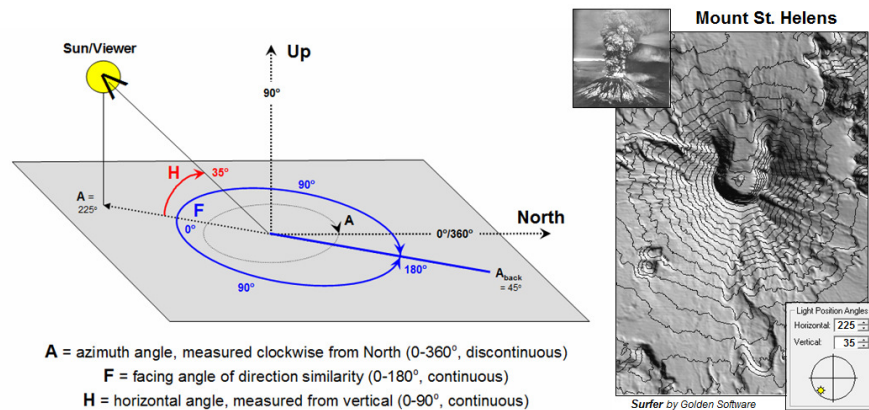 Sun/Viewer
Up
90°
H
35°
90°
A =
225°
F
0°
A
North
0°/360°
180°
A back
= 45°
90°
A = azimuth angle, measured clockwise from North (0-360°, discontinuous)
F = facing angle of direction similarity (0-180°, continuous)
H = horizontal angle, measured from vertical (0-90°, continuous)
Mount St. Helens
Light Position Angles
Horizontal: 225
Vertical: 35
Surfer by Golden Software